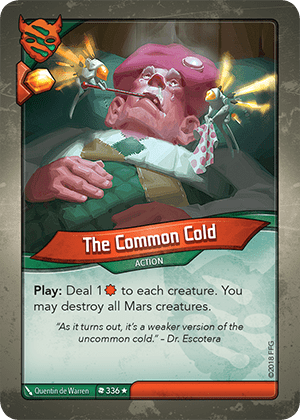 The Common Cold
ACTION
Play: Deal 1 to each creature. You
may destroy all Mars creatures.
"As it turns out, it's a weaker version of the
uncommon cold." – Dr. Escotera
©2018 FFG
Quentin de Warren
336 ★